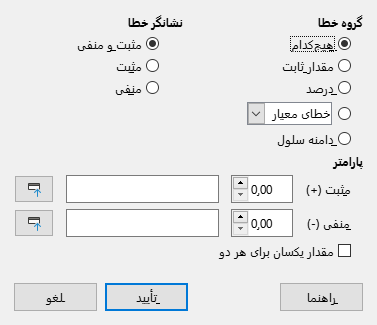 گروه خطا
هیچ‌کدام
مقدار ثابت
درصد
خطای معیار
دامنه سلول
نشانگر خطا
مثبت و منفی
مثبت
منفی
پارامتر
مثبت (+)
0٫00
منفی (-)
0٫00
مقدار یکسان برای هر دو
راهنما
تأیید
لغو